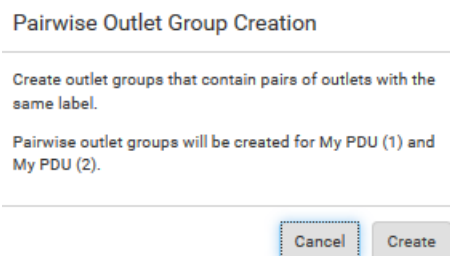 Pairwise Outlet Group Creation
Create outlet groups that contain pairs of outlets with the
same label.
Pairwise outlet groups will be created for My PDU (1) and
My PDU (2).
Cancel Create